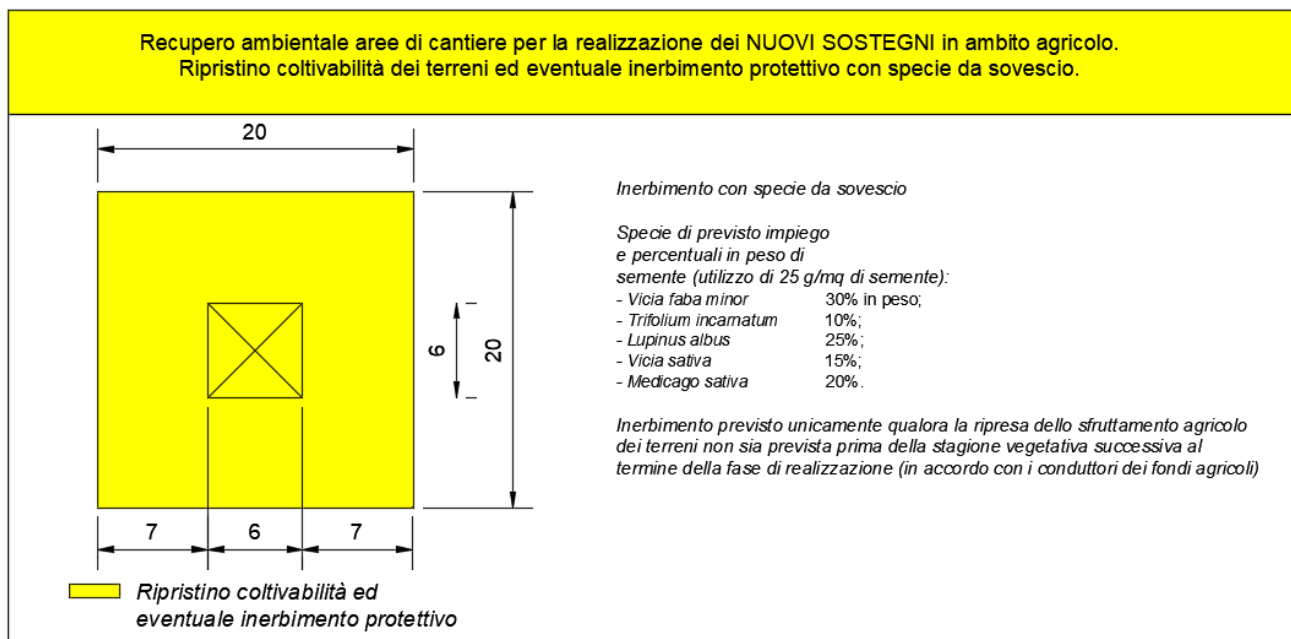 Recupero ambientale aree di cantiere per la realizzazione dei NUOVI SOSTEGNI in ambito agricolo.
Ripristino coltivabilità dei terreni ed eventuale inerbimento protettivo con specie da sovescio.
20
6
20
7
6
7
Ripristino coltivabilità ed
eventuale inerbimento protettivo
Inerbimento con specie da sovescio
Specie di previsto impiego
e percentuali in peso di
semente (utilizzo di 25 g/mq di semente):
- Vicia faba minor 30% in peso;
- Trifolium incarnatum 10%;
- Lupinus albus 25%;
- Vicia sativa 15%;
- Medicago sativa 20%.
Inerbimento previsto unicamente qualora la ripresa dello sfruttamento agricolo
dei terreni non sia prevista prima della stagione vegetativa successiva al
termine della fase di realizzazione (in accordo con i conduttori dei fondi agricoli)